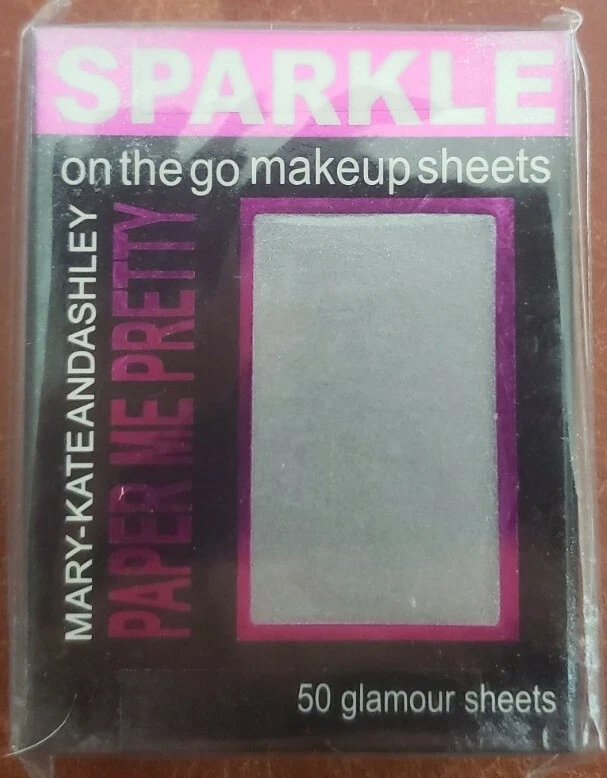 SPARKLE
on the go makeup sheets
MARY-KATEANDASHLEY
PAPER ME PRETTY
50 glamour sheets